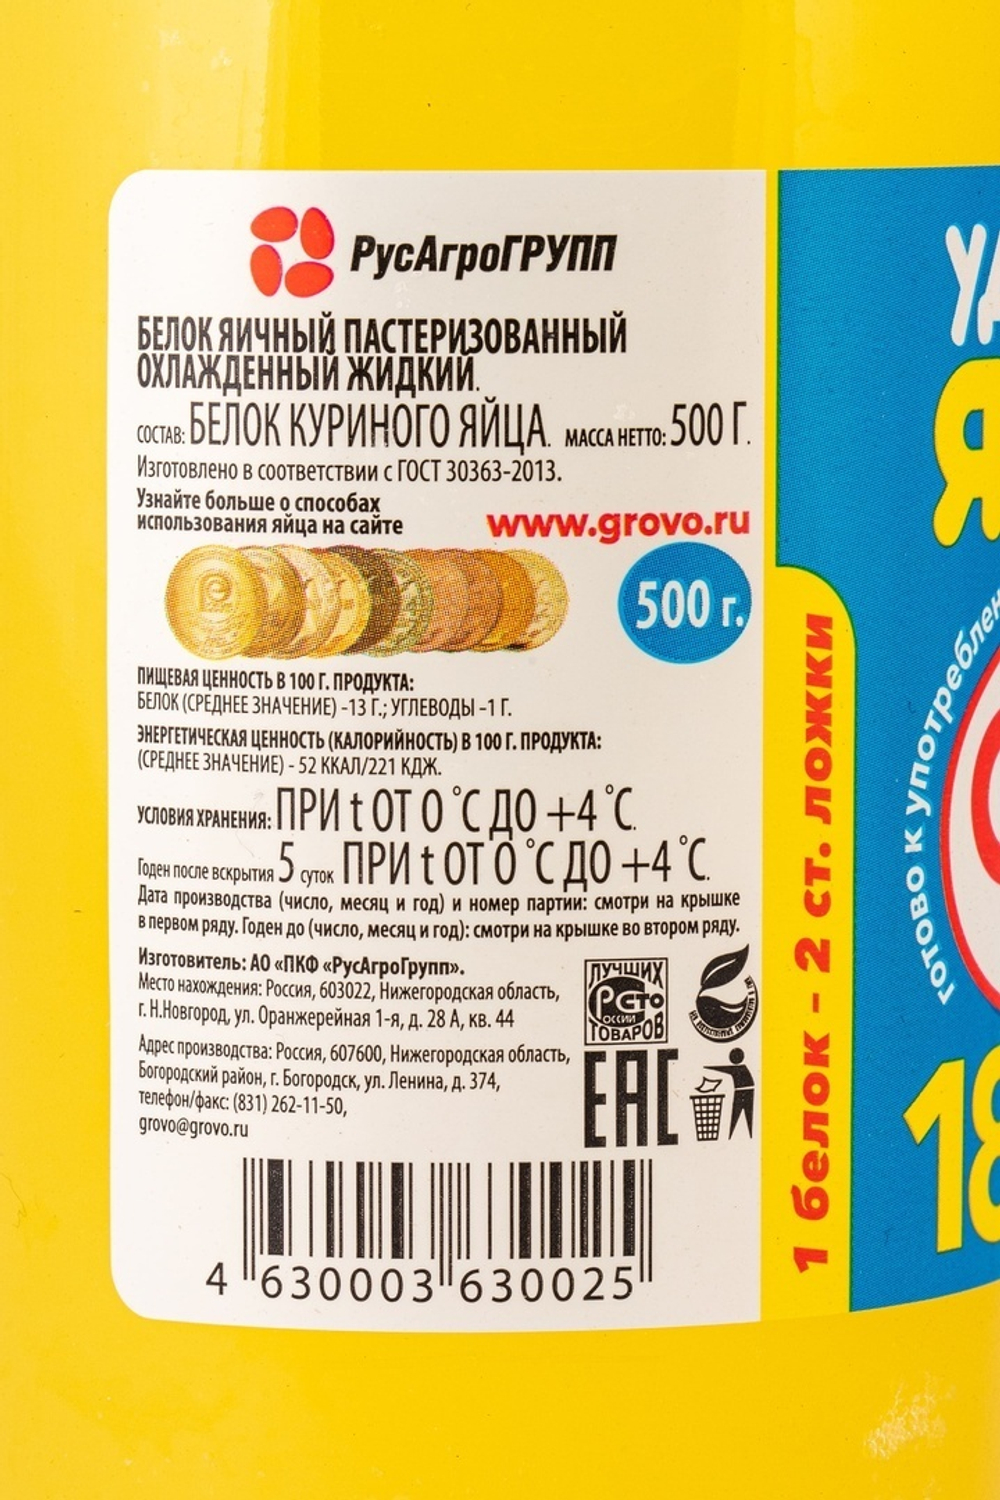 РусАгроГРУПП
БЕЛОК ЯИЧНЫЙ ПАСТЕРИЗОВАННЫЙ
ОХЛАЖДЕННЫЙ ЖИДКИЙ.
СОСТАВ: БЕЛОК КУРИНОГО ЯЙЦА. МАССА НЕТТО: 500 Г.
Изготовлено в соответствии с ГОСТ 30363-2013.
Узнайте больше о способах
использования яйца на сайте
www.grovo.ru
500 г.
ПИЩЕВАЯ ЦЕННОСТЬ В 100 Г. ПРОДУКТА:
БЕЛОК (СРЕДНЕЕ ЗНАЧЕНИЕ) -13 Г.; УГЛЕВОДЫ -1 Г.
ЭНЕРГЕТИЧЕСКАЯ ЦЕННОСТЬ (КАЛОРИЙНОСТЬ) В 100 Г. ПРОДУКТА:
(СРЕДНЕЕ ЗНАЧЕНИЕ) - 52 ККАЛ/221 КДЖ.
УСЛОВИЯ ХРАНЕНИЯ: ПРИ t ОТ 0 °С ДО +4 °С.
Годен после вскрытия 5 суток ПРИ t ОТ 0 °С ДО +4 °С.
Дата производства (число, месяц и год) и номер партии: смотри на крышке
в первом ряду. Годен до (число, месяц и год): смотри на крышке во втором ряду.
Изготовитель: АО «ПКФ «РусАгроГрупп».
Место нахождения: Россия, 603022, Нижегородская область,
г. Н.Новгород, ул. Оранжерейная 1-я, д. 28 А, кв. 44
Адрес производства: Россия, 607600, Нижегородская область,
Богородский район, г. Богородск, ул. Ленина, д. 374,
телефон/факс: (831) 262-11-50,
grovo@grovo.ru
ЛУЧШИХ
СТО
РОССИИ
ТОВАРОВ
EAC
4 630003 630025
1 белок - 2 ст. ложки
готово к употреблен
Я
18